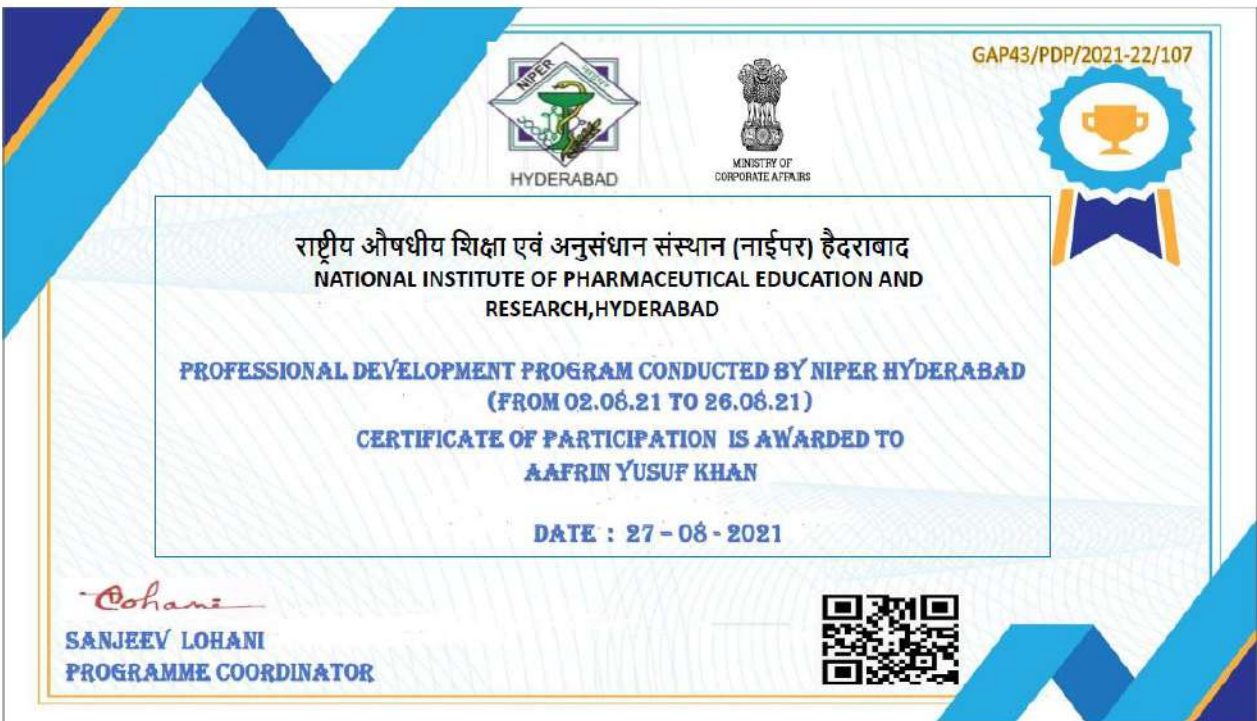 GAP43/PDP/2021-22/107
NIPER
HYDERABAD
MINISTRY OF
CORPORATE AFFAIRS
राष्ट्रीय औषधीय शिक्षा एवं अनुसंधान संस्थान (नाईपर) हैदराबाद
NATIONAL INSTITUTE OF PHARMACEUTICAL EDUCATION AND
RESEARCH,HYDERABAD
PROFESSIONAL DEVELOPMENT PROGRAM CONDUCTED BY NIPER HYDERABAD
(FROM 02.08.21 TO 26.08.21)
CERTIFICATE OF PARTICIPATION IS AWARDED TO
AAFRIN YUSUF KHAN
DATE : 27 – 08 - 2021
Lohani
SANJEEV LOHANI
PROGRAMME COORDINATOR